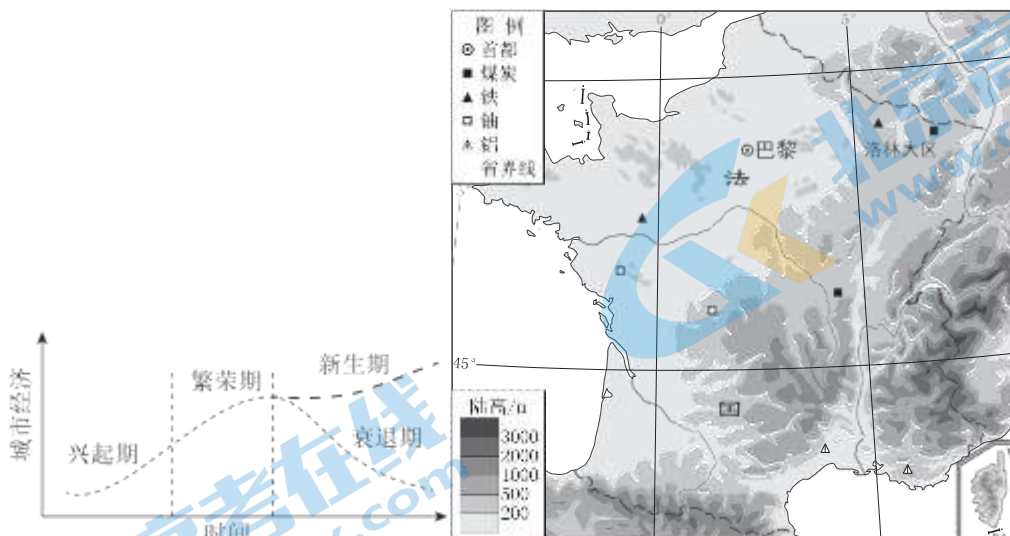 城市经济
兴起期
繁荣期
新生期
衰退期
时间
图例
首都
煤炭
铁
铀
铝
省界线
0°
5°
巴黎
法
洛林大区
45°
陆高/m
3000
2000
1000
500
200